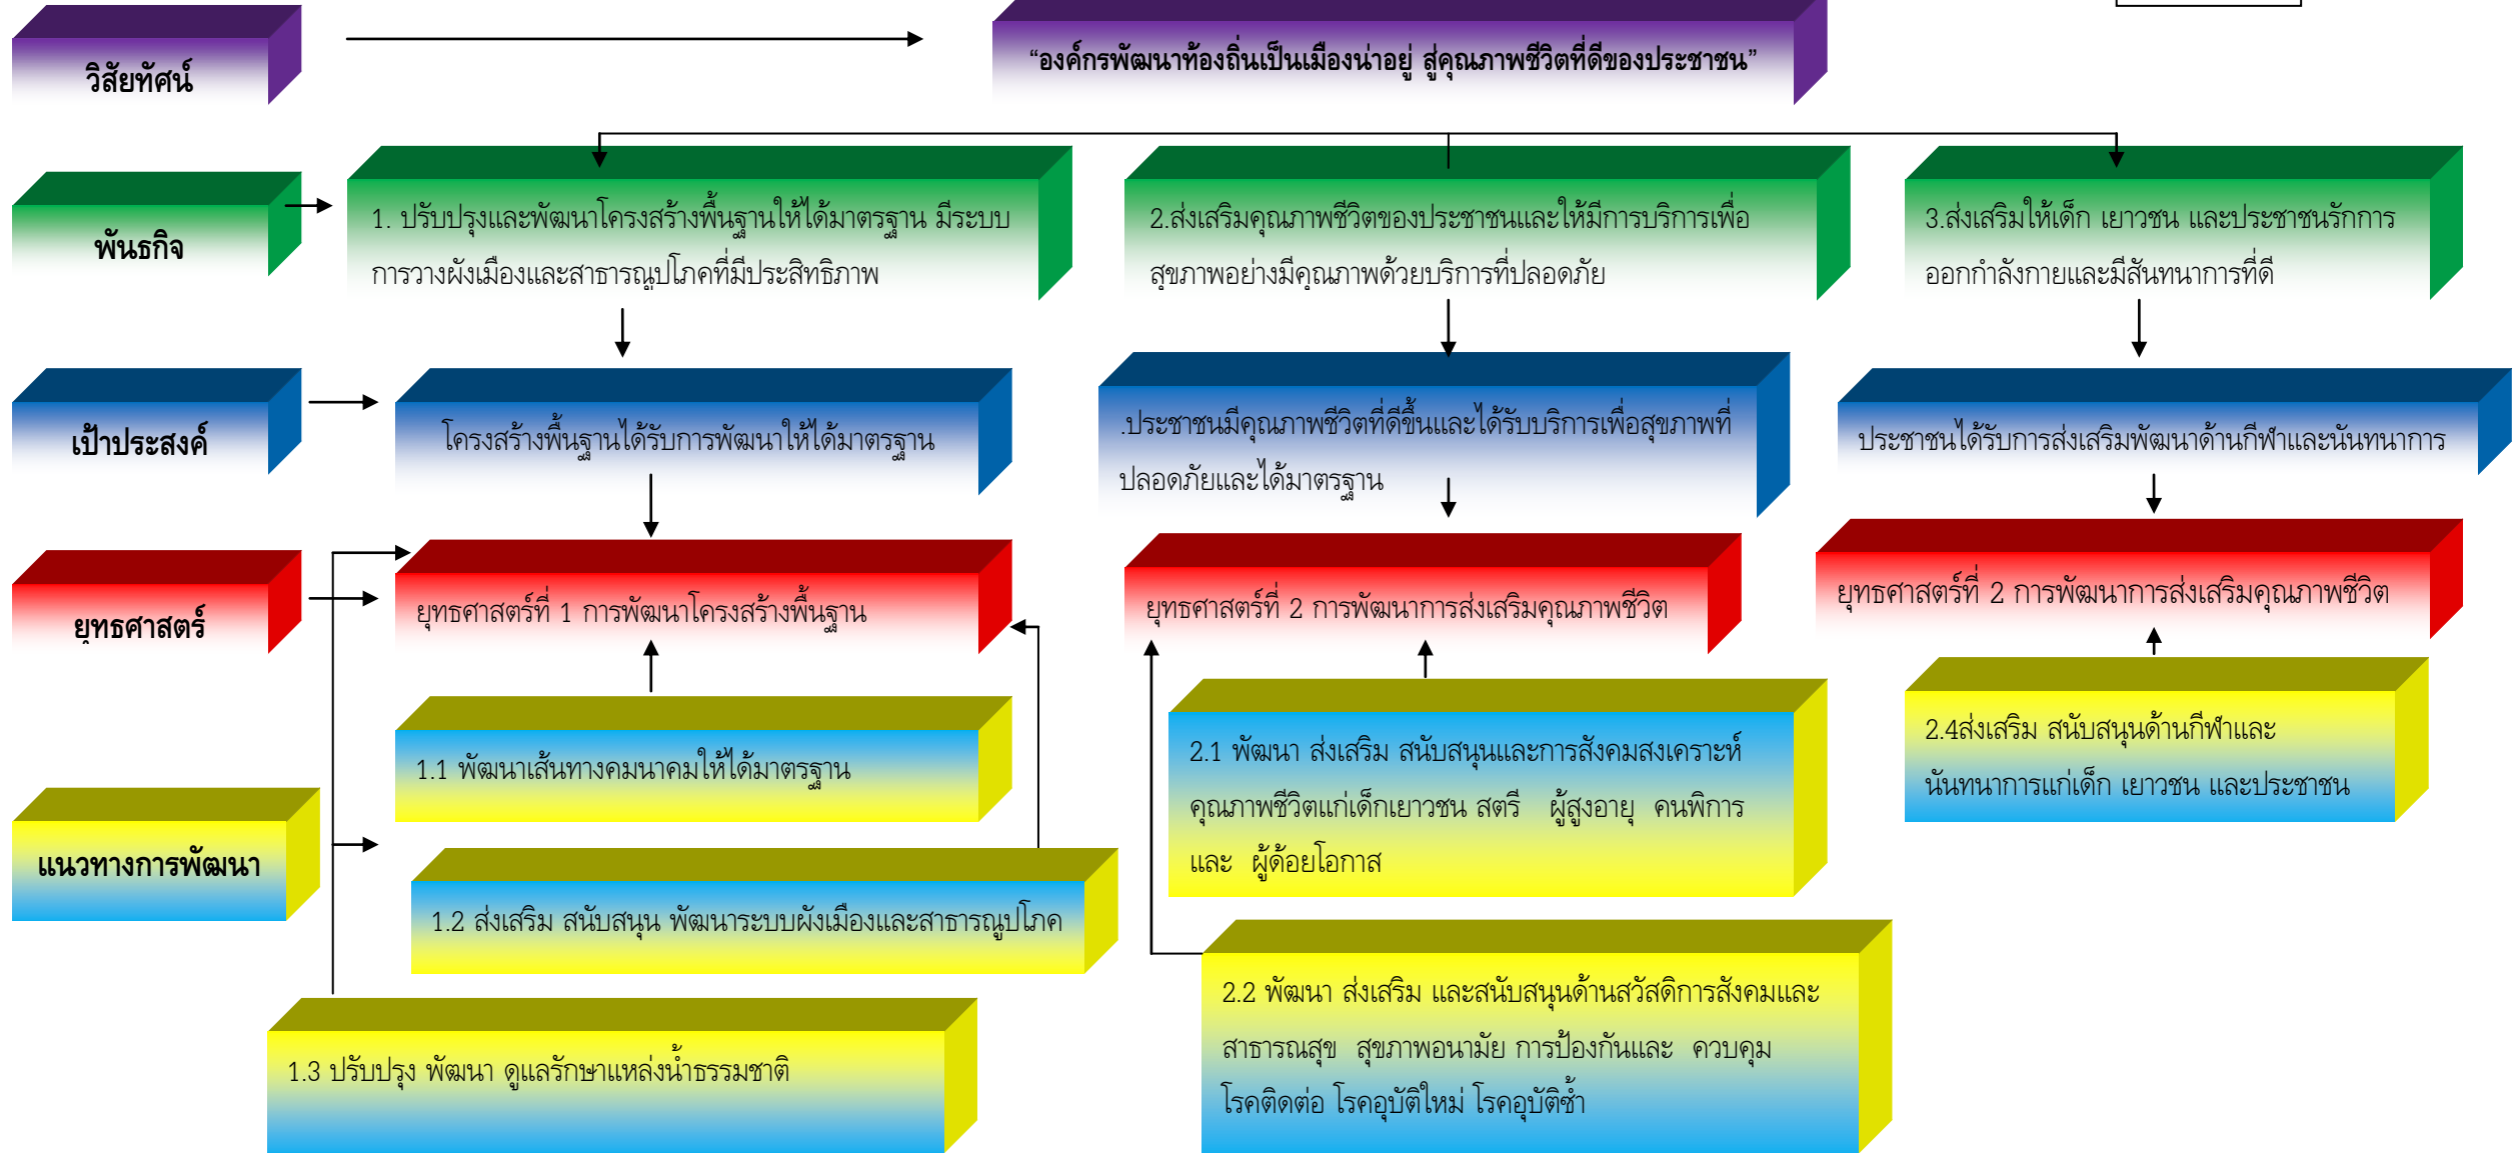 วิสัยทัศน์
“องค์กรพัฒนาท้องถิ่นเป็นเมืองน่าอยู่ สู่คุณภาพชีวิตที่ดีของประชาชน”
พันธกิจ
1. ปรับปรุงและพัฒนาโครงสร้างพื้นฐานให้ได้มาตรฐาน มีระบบ
การวางผังเมืองและสาธารณูปโภคที่มีประสิทธิภาพ
2.ส่งเสริมคุณภาพชีวิตของประชาชนและให้มีการบริการเพื่อ
สุขภาพอย่างมีคุณภาพด้วยบริการที่ปลอดภัย
3.ส่งเสริมให้เด็ก เยาวชน และประชาชนรักการ
ออกกำลังกายและมีสันทนาการที่ดี
เป้าประสงค์
โครงสร้างพื้นฐานได้รับการพัฒนาให้ได้มาตรฐาน
.ประชาชนมีคุณภาพชีวิตที่ดีขึ้นและได้รับบริการเพื่อสุขภาพที่
ปลอดภัยและได้มาตรฐาน
ประชาชนได้รับการส่งเสริมพัฒนาด้านกีฬาและนันทนาการ
ยุทธศาสตร์
ยุทธศาสตร์ที่ 1 การพัฒนาโครงสร้างพื้นฐาน
ยุทธศาสตร์ที่ 2 การพัฒนาการส่งเสริมคุณภาพชีวิต
ยุทธศาสตร์ที่ 2 การพัฒนาการส่งเสริมคุณภาพชีวิต
แนวทางการพัฒนา
1.1 พัฒนาเส้นทางคมนาคมให้ได้มาตรฐาน
1.2 ส่งเสริม สนับสนุน พัฒนาระบบผังเมืองและสาธารณูปโภค
1.3 ปรับปรุง พัฒนา ดูแลรักษาแหล่งน้ำธรรมชาติ
2.1 พัฒนา ส่งเสริม สนับสนุนและการสังคมสงเคราะห์
คุณภาพชีวิตแก่เด็กเยาวชน สตรี ผู้สูงอายุ คนพิการ
และ ผู้ด้อยโอกาส
2.2 พัฒนา ส่งเสริม และสนับสนุนด้านสวัสดิการสังคมและ
สาธารณสุข สุขภาพอนามัย การป้องกันและ ควบคุม
โรคติดต่อ โรคอุบัติใหม่ โรคอุบัติซ้ำ
2.4ส่งเสริม สนับสนุนด้านกีฬาและ
นันทนาการแก่เด็ก เยาวชน และประชาชน